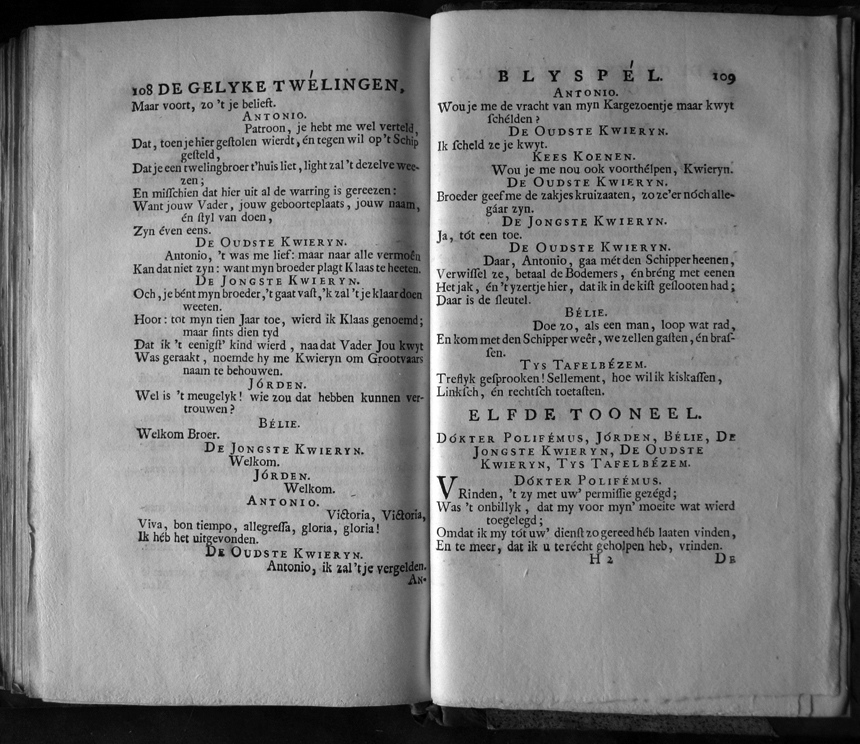 108 DE GELYKE TWÉLINGEN,
Maar voort, zo 't je belieſt.
ANTONIO.
Patroon, je hebt me wel verteld,
Dat, toen je hier geſtolen wierdt, én tegen wil op 't Schip
geſteld,
Dat je een twelingbroer t'huis liet, light zal 't dezelve wee-
zen;
En miſſchien dat hier uit al de warring is gereezen:
Want jouw Vader, jouw geboorteplaats, jouw naam,
én ſtyl van doen,
Zyn éven eens.
DE OUDSTE KWIERYN.
Antonio, 't was me lief: maar naar alle vermoên
Kan dat niet zyn: want myn broeder plagt Klaas te heeten.
DE JONGSTE KWIERYN.
Och, je bént myn broeder, 't gaat vaſt, 'k zal 't je klaar doen
weeten.
Hoor: tot myn tien Jaar toe, wierd ik Klaas genoemd;
maar ſints dien tyd
Dat ik 't eenigſt' kind wierd, na dat Vader Jou kwyt
Was geraakt, noemde hy me Kwieryn om Grootvaars
naam te behouwen.
JÓRDEN.
Wel is 't meugelyk! wie zou dat hebben kunnen ver-
trouwen?
BÉLIE.
Welkom Broer.
DE JONGSTE KWIERYN.
Welkom.
JÓRDEN.
Welkom.
ANTONIO.
Victoria, Victoria,
Viva, bon tiempo, allegreſſa, gloria, gloria!
Ik héb het uitgevonden.
DE OUDSTE KWIERYN.
Antonio, ik zal 't je vergelden.
AN-
BLYSPÉL. 109
ANTONIO.
Wou je me de vracht van myn Kargezoentje maar kwyt
ſchélden?
DE OUDSTE KWIERYN.
Ik ſcheld ze je kwyt.
KEES KOENEN.
Wou je me nou ook voorthélpen, Kwieryn.
DE OUDSTE KWIERYN.
Broeder geef me de zakjes kruizaaten, zo ze'er nóch alle-
gáar zyn.
DE JONGSTE KWIERYN.
Ja, tót een toe.
DE OUDSTE KWIERYN.
Daar, Antonio, gaa mét den Schipper heenen,
Verwiſſel ze, betaal de Bodemers, én bréng met eenen
Het jak, én 't yzertje hier, dat ik in de kiſt geſlooten had;
Daar is de ſleutel.
BÉLIE.
Doe zo, als een man, loop wat rad,
En kom met den Schipper weêr, we zellen gaſten, én braſ-
ſen.
TYS TAFELBÉZEM.
Treflyk geſprooken! Sellement, hoe wil ik kiskaſſen,
Linkſch, én rechtſch toetaſten.
ELFDE TOONEEL.
DÓKTER POLIFÉMUS, JÓRDEN, BÉLIE, DE
JONGSTE KWIERYN, DE OUDSTE
KWIERYN, TYS TAFELBÉZEM.
DÓKTER POLIFÉMUS.
VRinden, 't zy met uw' permiſſie gezégd;
Was 't onbillyk, dat my voor myn' moeite wat wierd
toegelegd;
Omdat ik my tót uw' dienſt zo gereed héb laaten vinden,
En te meer, dat ik u terécht geholpen heb, vrinden.
H 2 DE